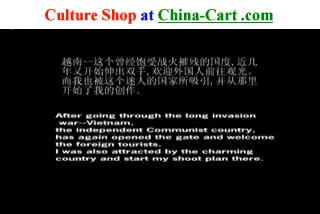 Culture Shop at China-Cart .com
越南一这个曾经饱受战火摧残的国度,近几
年又开始伸出双手,欢迎外国人前往观光。
而我也被这个迷人的国家所吸引,并从那里
开始了我的创作。
After going through the long invasion
war--Vietnam,
the independent Communist country,
has again opened the gate and welcome
the foreign tourists.
I was also attracted by the charming
country and start my shoot plan there.